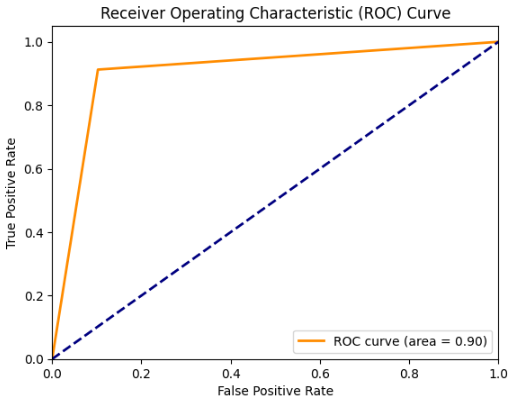 Receiver Operating Characteristic (ROC) Curve
1.0
0.8
0.6
0.4
0.2
0.0
True Positive Rate
ROC curve (area = 0.90)
0.0 0.2 0.4 0.6 0.8 1.0
False Positive Rate